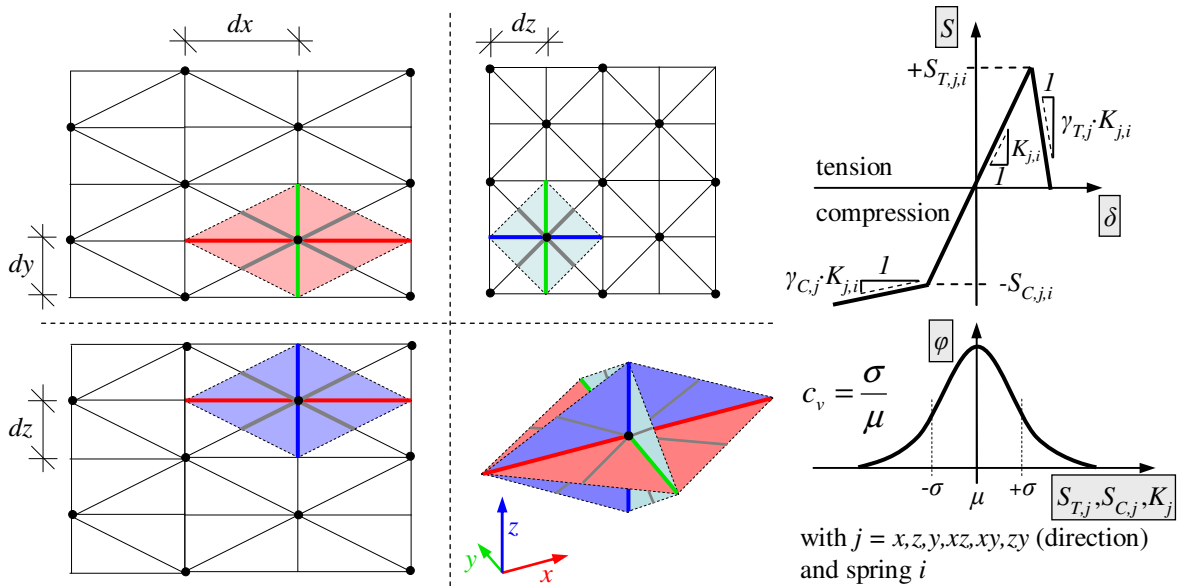 dx
dy
dz
dz
z
y
x
S
+S_{T,j,i}
1
γ_{T,j}·K_{j,i}
K_{j,i}
1
tension
compression
δ
γ_{C,j}·K_{j,i}
1
-S_{C,j,i}
φ
c_v = σ/μ
-σ
μ
+σ
S_{T,j},S_{C,j},K_j
with j = x,z,y,xz,xy,zy (direction)
and spring i